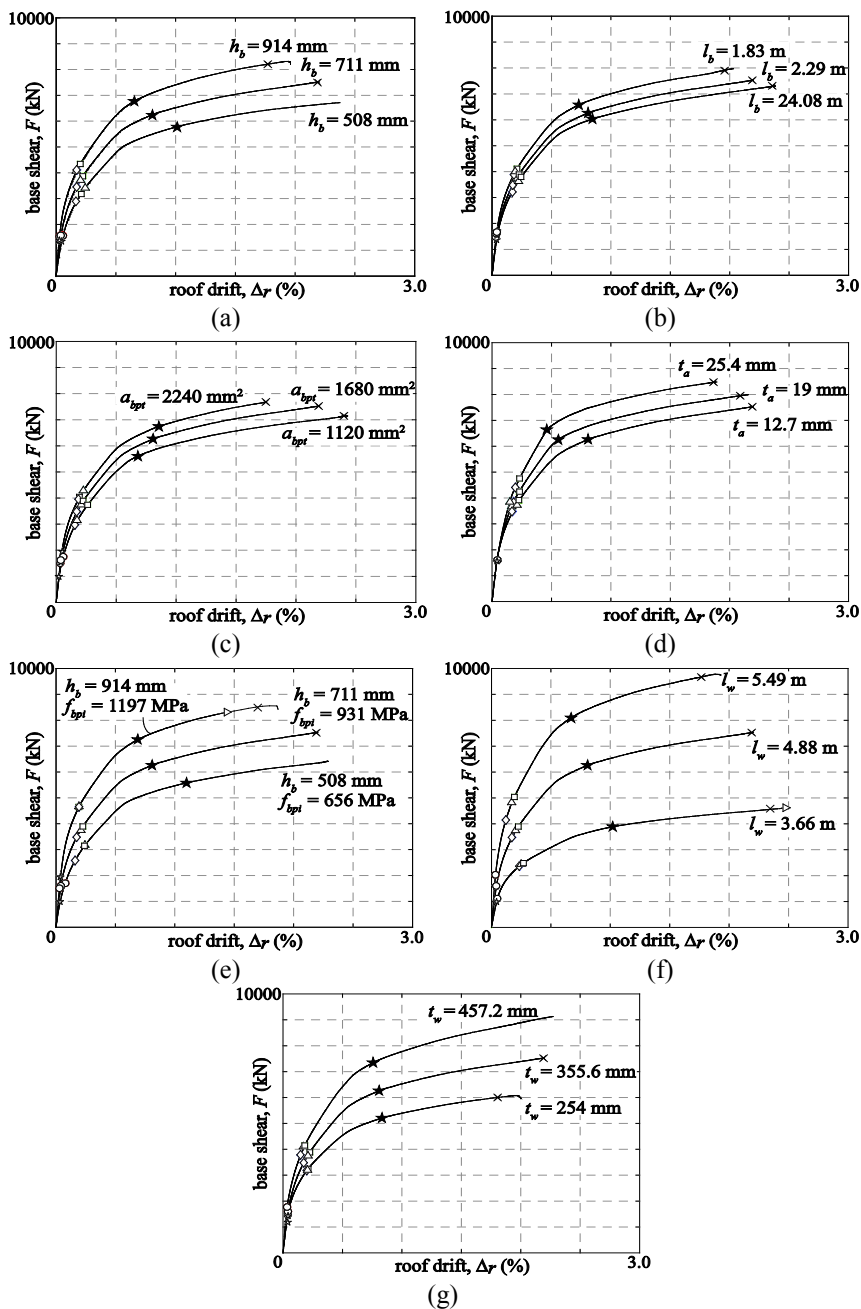 10000
h_b = 914 mm
h_b = 711 mm
h_b = 508 mm
base shear, F (kN)
0
roof drift, Δr (%)
3.0
(a)
10000
l_b = 1.83 m
l_b = 2.29 m
l_b = 24.08 m
base shear, F (kN)
0
roof drift, Δr (%)
3.0
(b)
10000
a_bpt = 2240 mm²
a_bpt = 1680 mm²
a_bpt = 1120 mm²
base shear, F (kN)
0
roof drift, Δr (%)
3.0
(c)
10000
t_a = 25.4 mm
t_a = 19 mm
t_a = 12.7 mm
base shear, F (kN)
0
roof drift, Δr (%)
3.0
(d)
10000
h_b = 914 mm
f_bpi = 1197 MPa
h_b = 711 mm
f_bpi = 931 MPa
h_b = 508 mm
f_bpi = 656 MPa
base shear, F (kN)
0
roof drift, Δr (%)
3.0
(e)
10000
l_w = 5.49 m
l_w = 4.88 m
l_w = 3.66 m
base shear, F (kN)
0
roof drift, Δr (%)
3.0
(f)
10000
t_w = 457.2 mm
t_w = 355.6 mm
t_w = 254 mm
base shear, F (kN)
0
roof drift, Δr (%)
3.0
(g)